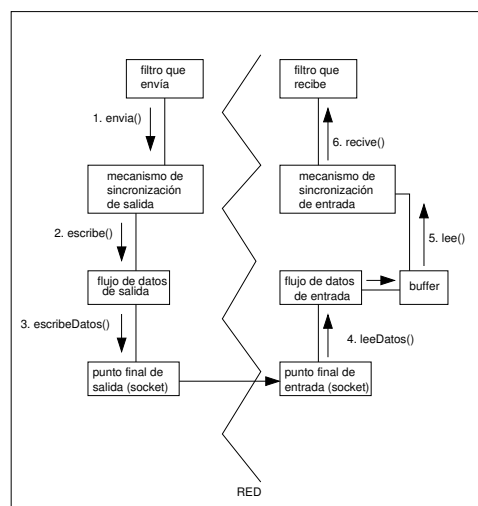 filtro que
envía
1. envia()
mecanismo de
sincronización
de salida
2. escribe()
flujo de datos
de salida
3. escribeDatos()
punto final de
salida (socket)
filtro que
recibe
6. recive()
mecanismo de
sincronización
de entrada
5. lee()
flujo de datos
de entrada
buffer
4. leeDatos()
punto final de
entrada (socket)
RED